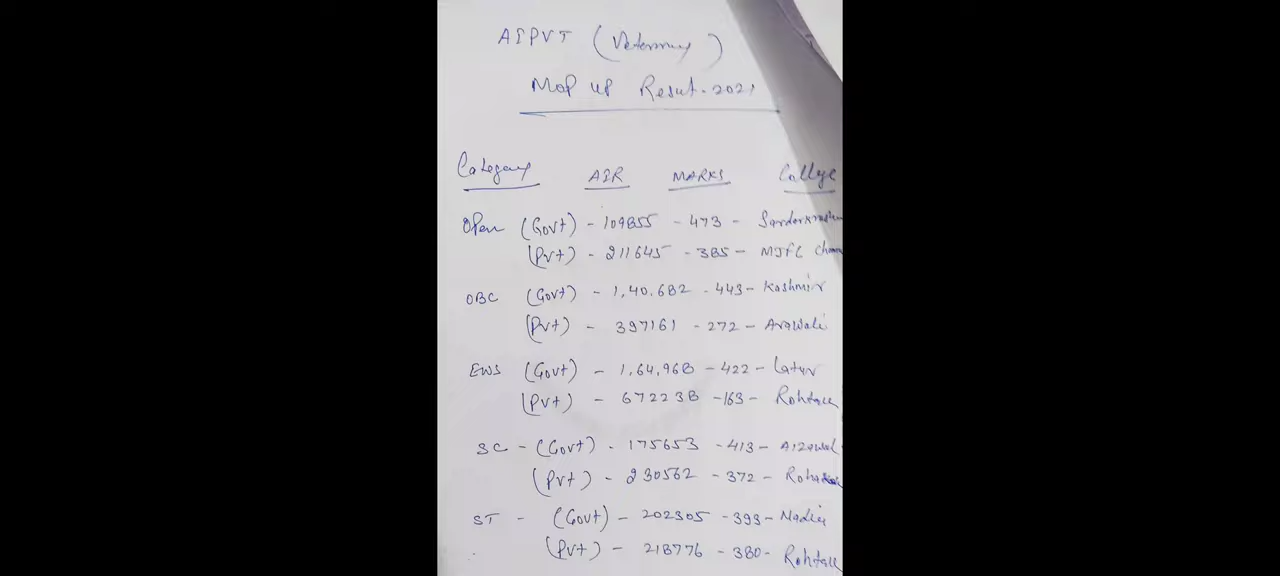 AIPVT (Veterinary)
MOP UP Result-2021
Category AIR MARKS College
Open (Govt) - 109855 - 473 -
(Pvt) - 211645 - 385 - MJFC
OBC (Govt) - 1,40,682 - 443 - Kashmir
(Pvt) - 397161 - 272 - Arawali
EWS (Govt) - 1,64,968 - 422 - Latur
(Pvt) - 672238 - 163 - Rohtak
SC - (Govt) - 175653 - 413 - Aizawal
(Pvt) - 230562 - 372 -
ST - (Govt) - 202305 - 393 - Nadia
(Pvt) - 218776 - 380 - Rohtak